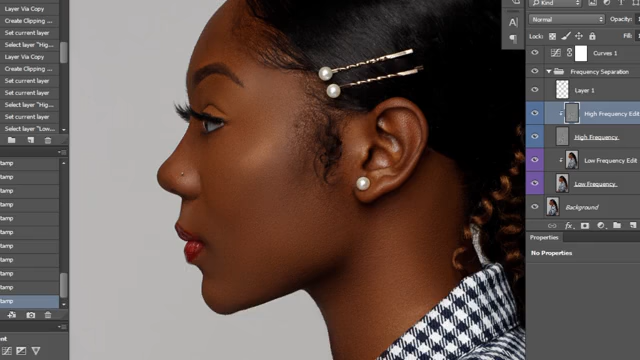 Layer Via Copy
Create Clipping ...
Set current layer
Select layer "Hig...
Layer Via Copy
Create Clipping ...
Set current layer
Set current layer
Set current layer
Select layer "Low...
tamp
tamp
tamp
tamp
tamp
tamp
tamp
tamp
tamp
tamp
tamp
Kind
Normal
Opacity:
Lock:
Fill:
Curves 1
Frequency Separation
Layer 1
High Frequency Edit
High Frequency
Low Frequency Edit
Low Frequency
Background
Properties
No Properties